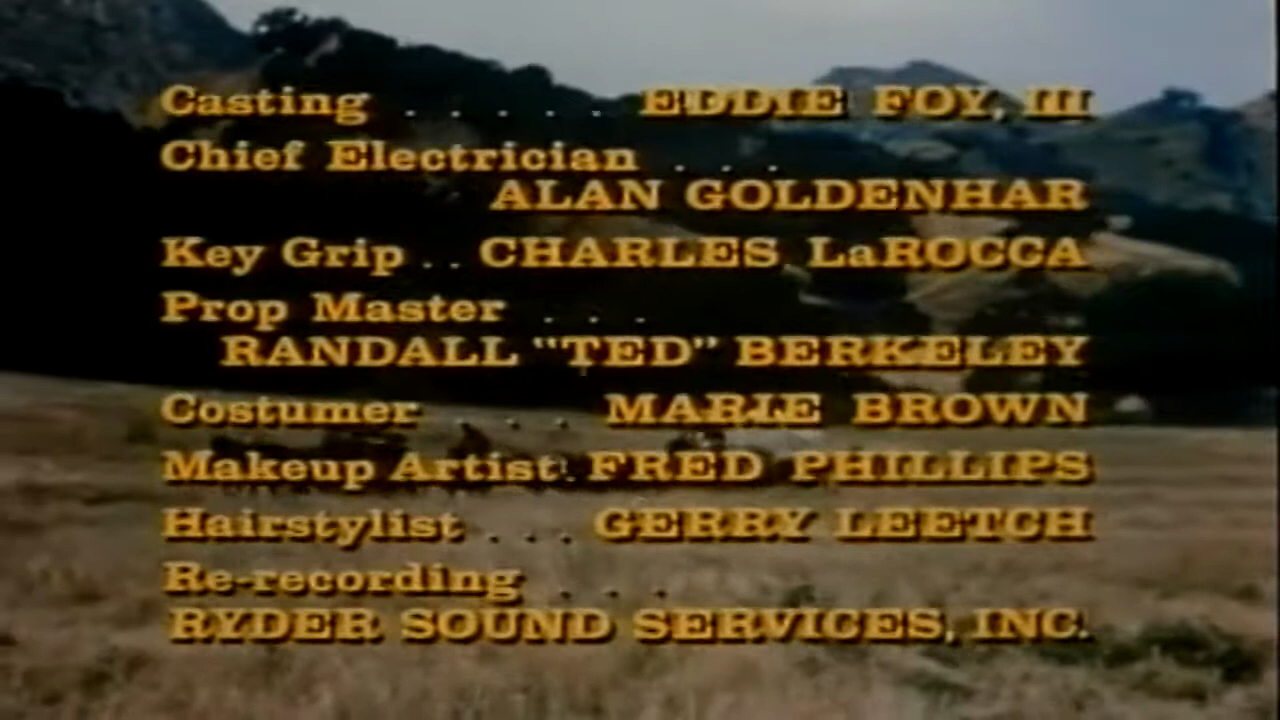 Casting . . . . . EDDIE FOY, III
Chief Electrician . . .
ALAN GOLDENHAR
Key Grip . . CHARLES LaROCCA
Prop Master . . .
RANDALL "TED" BERKELEY
Costumer . . . MARIE BROWN
Makeup Artist . FRED PHILLIPS
Hairstylist . . . GERRY LEETCH
Re-recording . . .
RYDER SOUND SERVICES, INC.